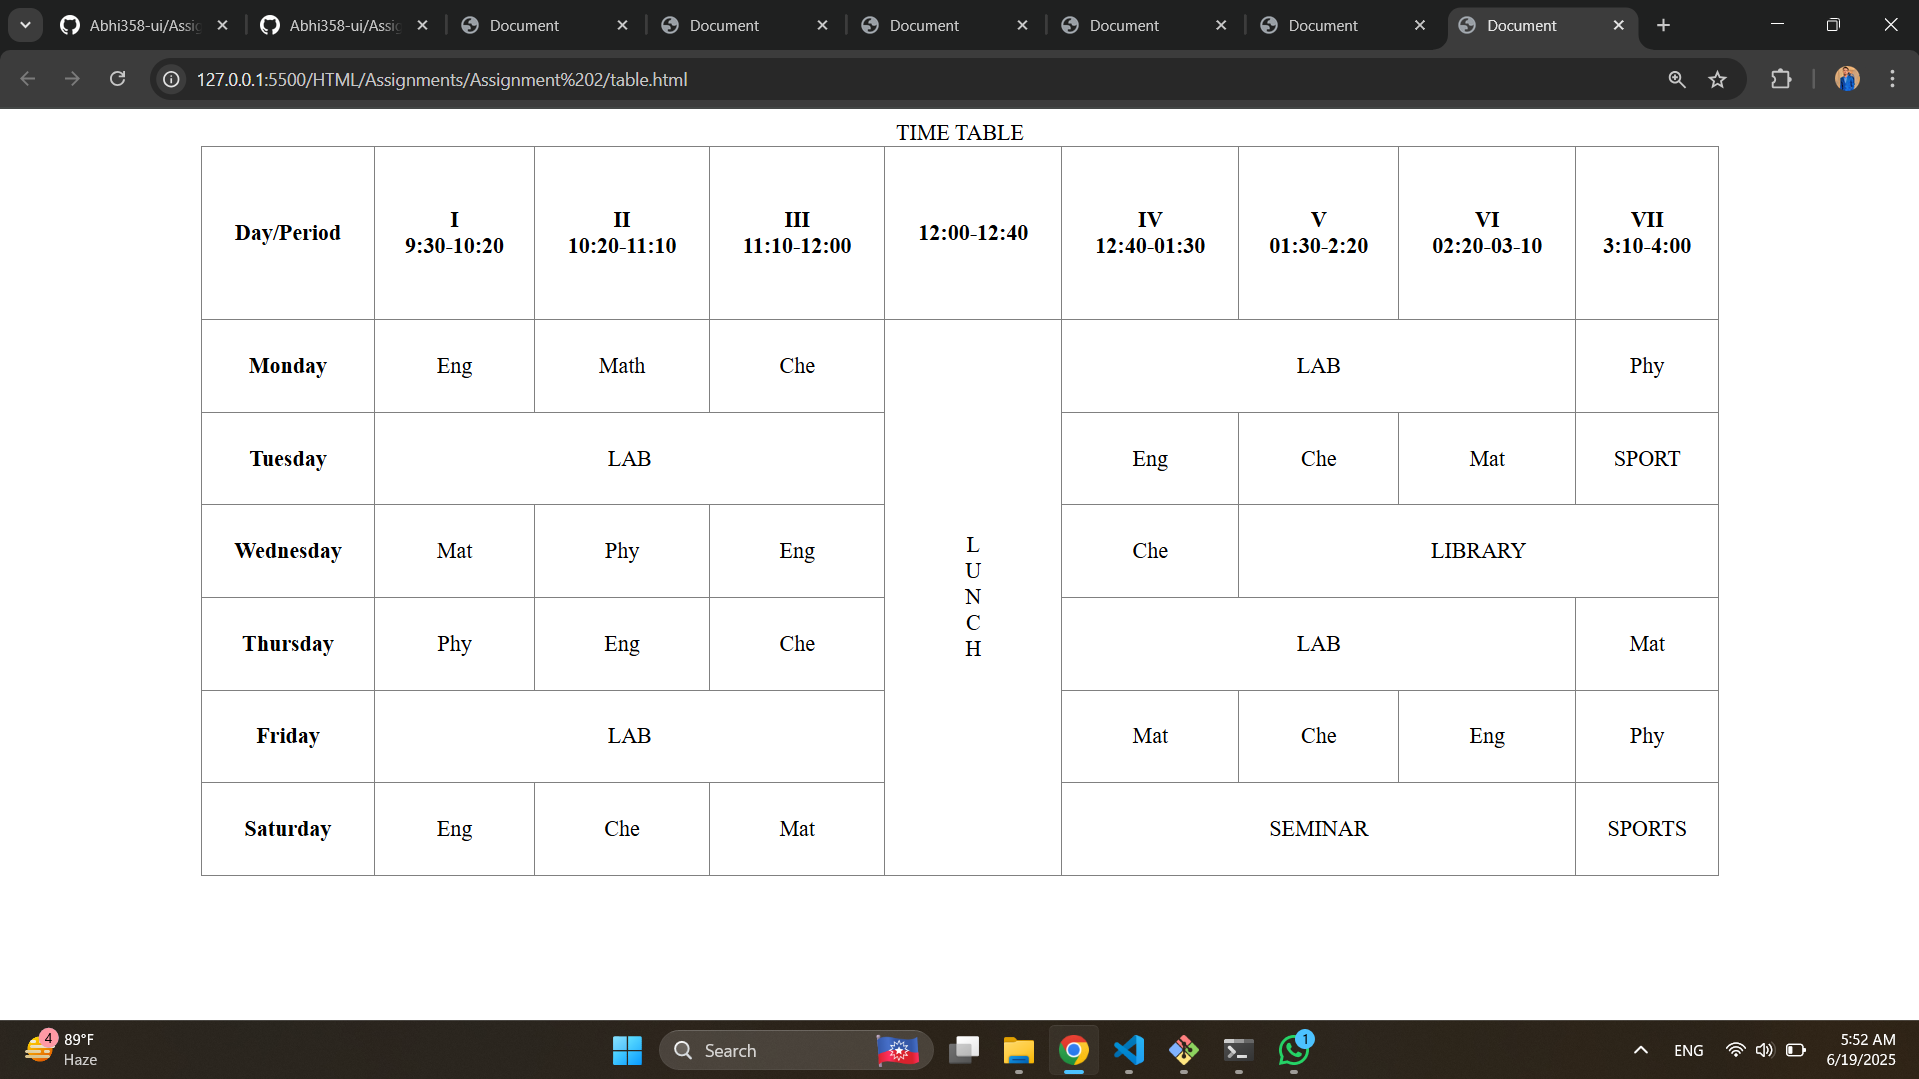 Abhi358-ui/Assig
Abhi358-ui/Assig
Document
Document
Document
Document
Document
Document
127.0.0.1:5500/HTML/Assignments/Assignment%202/table.html
TIME TABLE
Day/Period
I
9:30-10:20
II
10:20-11:10
III
11:10-12:00
12:00-12:40
IV
12:40-01:30
V
01:30-2:20
VI
02:20-03-10
VII
3:10-4:00
Monday
Eng
Math
Che
L
U
N
C
H
LAB
Phy
Tuesday
LAB
Eng
Che
Mat
SPORT
Wednesday
Mat
Phy
Eng
Che
LIBRARY
Thursday
Phy
Eng
Che
LAB
Mat
Friday
LAB
Mat
Che
Eng
Phy
Saturday
Eng
Che
Mat
SEMINAR
SPORTS
4
89°F
Haze
Search
1
ENG
5:52 AM
6/19/2025